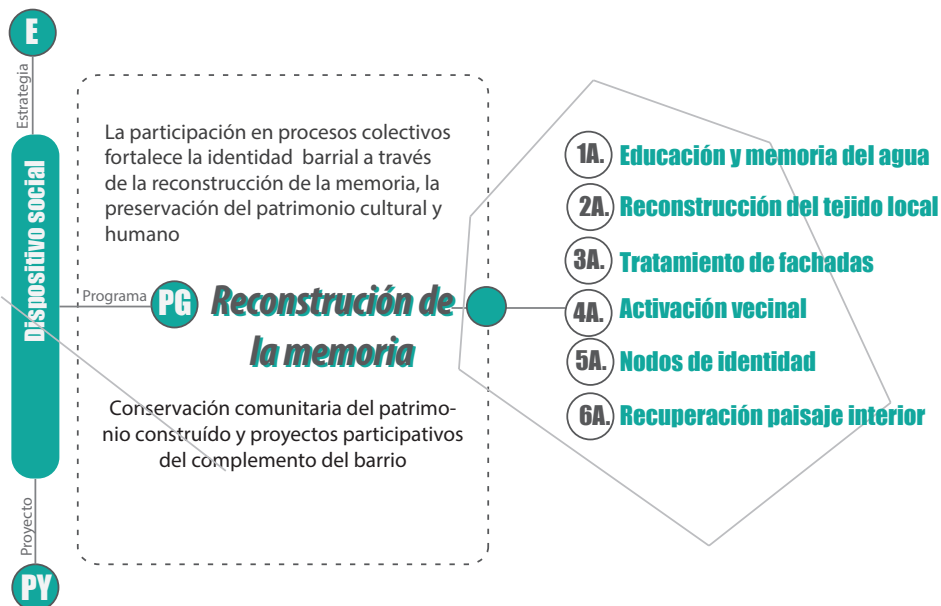 E
Estrategia
Dispositivo social
Proyecto
PY
La participación en procesos colectivos
fortalece la identidad barrial a través
de la reconstrucción de la memoria, la
preservación del patrimonio cultural y
humano
Programa
PG
Reconstrución de
la memoria
Conservación comunitaria del patrimo-
nio construído y proyectos participativos
del complemento del barrio
1A. Educación y memoria del agua
2A. Reconstrucción del tejido local
3A. Tratamiento de fachadas
4A. Activación vecinal
5A. Nodos de identidad
6A. Recuperación paisaje interior